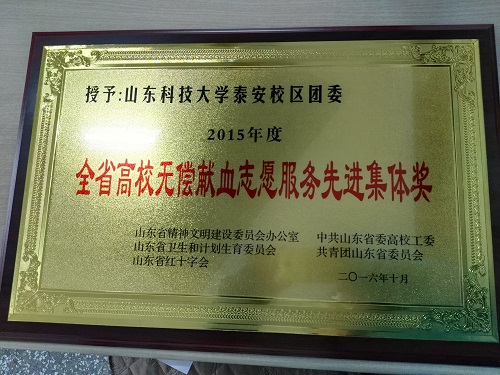 授予:山东科技大学泰安校区团委
2015年度
全省高校无偿献血志愿服务先进集体奖
山东省精神文明建设委员会办公室 中共山东省委高校工委
山东省卫生和计划生育委员会 共青团山东省委员会
山东省红十字会
二〇一六年十月